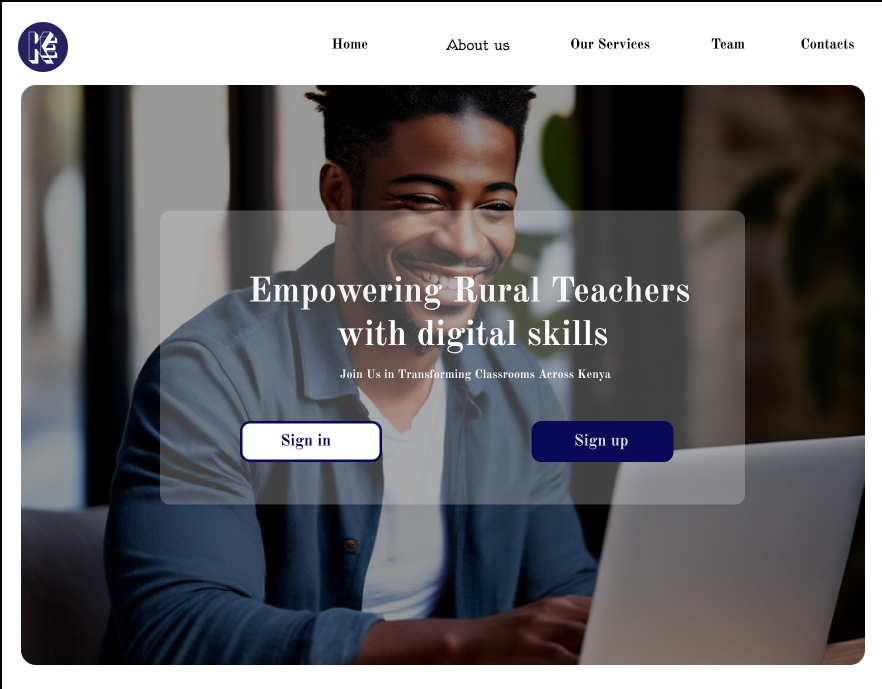 Home
About us
Our Services
Team
Contacts
Empowering Rural Teachers
with digital skills
Join Us in Transforming Classrooms Across Kenya
Sign in
Sign up